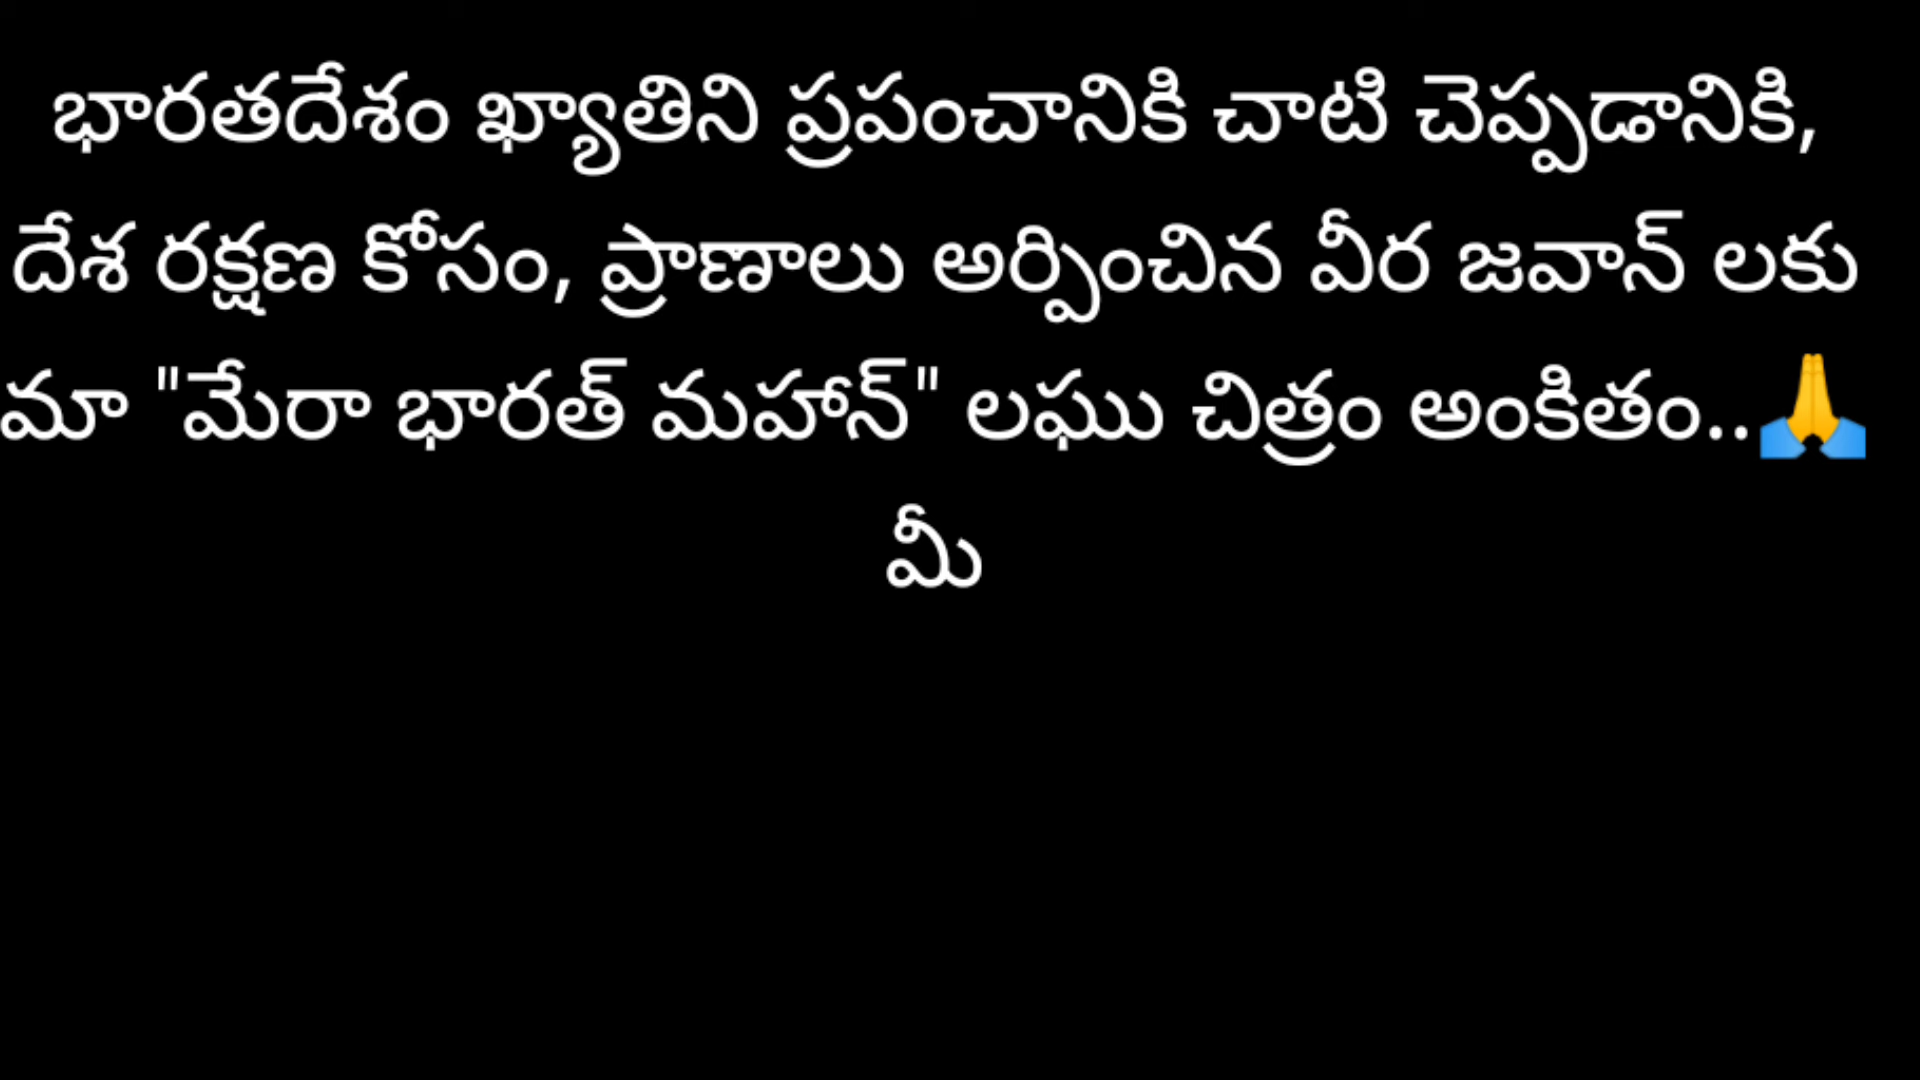 భారతదేశం ఖ్యాతిని ప్రపంచానికి చాటి చెప్పడానికి,
దేశ రక్షణ కోసం, ప్రాణాలు అర్పించిన వీర జవాన్ లకు
మా "మేరా భారత్ మహాన్" లఘు చిత్రం అంకితం..🙏
మీ